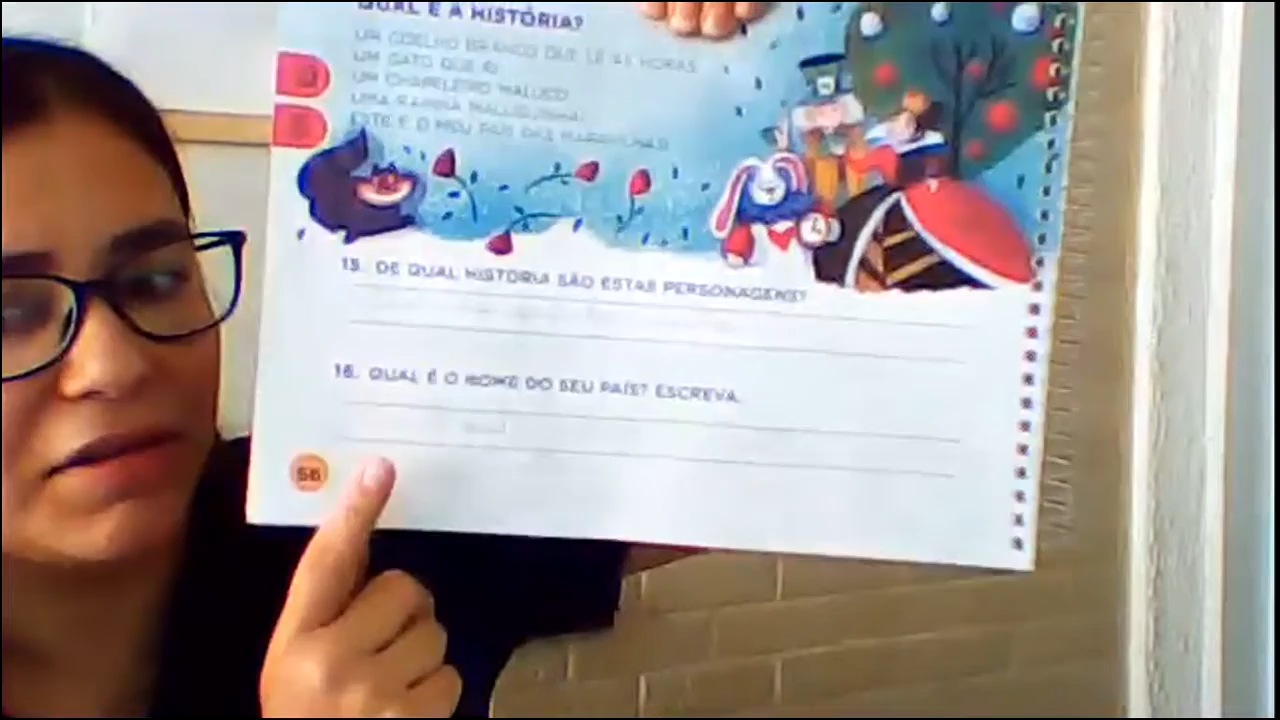 QUAL É A HISTÓRIA?
UM COELHO BRANCO QUE LÊ AS HORAS
UM GATO QUE RI
UM CHAPELEIRO MALUCO
UMA RAINHA MALUQUINHA
ESTE É O MEU PAÍS DAS MARAVILHAS
15. DE QUAL HISTÓRIA SÃO ESTAS PERSONAGENS?
16. QUAL É O NOME DO SEU PAÍS? ESCREVA.
56